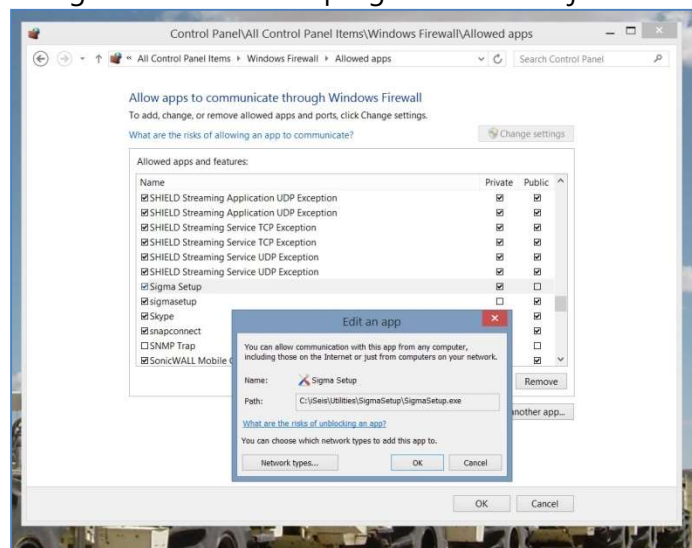 Control Panel\All Control Panel Items\Windows Firewall\Allowed apps
« All Control Panel Items ▸ Windows Firewall ▸ Allowed apps
Search Control Panel
Allow apps to communicate through Windows Firewall
To add, change, or remove allowed apps and ports, click Change settings.
What are the risks of allowing an app to communicate?
Change settings
Allowed apps and features:
Name Private Public
SHIELD Streaming Application UDP Exception
SHIELD Streaming Application UDP Exception
SHIELD Streaming Service TCP Exception
SHIELD Streaming Service TCP Exception
SHIELD Streaming Service UDP Exception
SHIELD Streaming Service UDP Exception
Sigma Setup
sigmasetup
Skype
snapconnect
SNMP Trap
SonicWALL Mobile
Remove
another app...
Edit an app
You can allow communication with this app from any computer,
including those on the Internet or just from computers on your network.
Name: Sigma Setup
Path: C:\iSeis\Utilities\SigmaSetup\SigmaSetup.exe
What are the risks of unblocking an app?
You can choose which network types to add this app to.
Network types... OK Cancel
OK Cancel